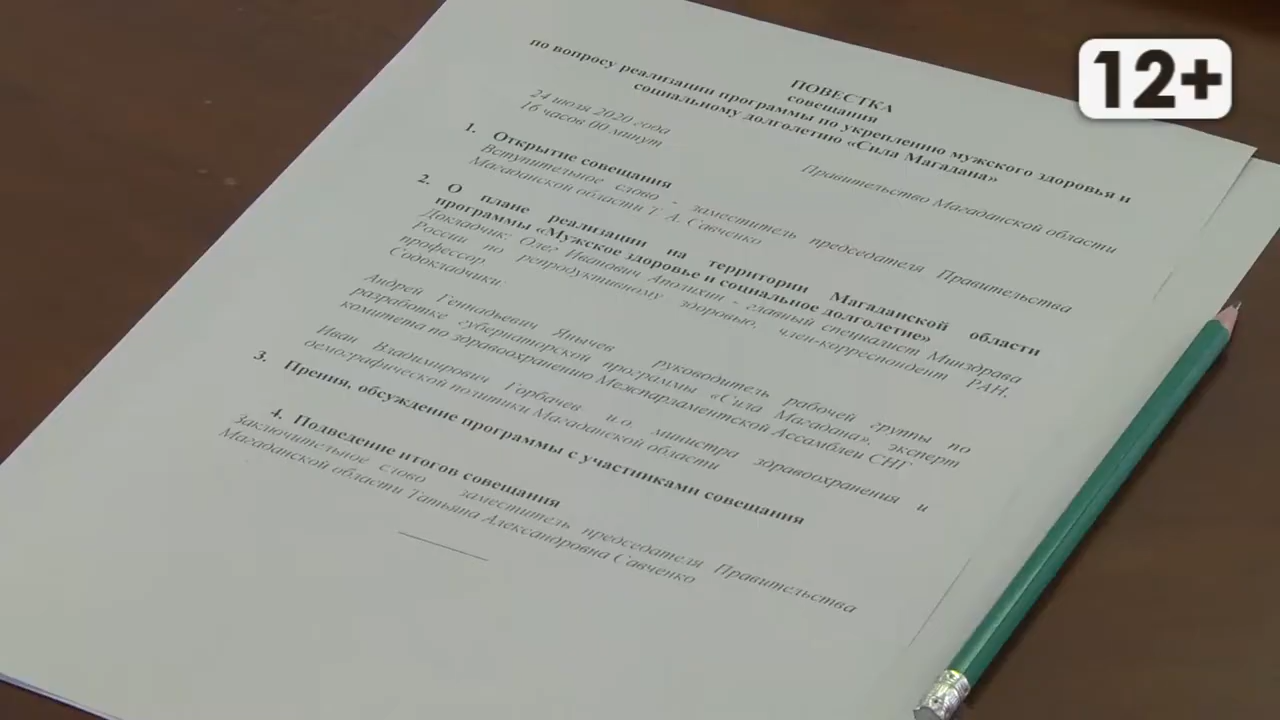 12+
ПОВЕСТКА
совещания
по вопросу реализации программы по укреплению мужского здоровья и
социальному долголетию «Сила Магадана»
24 июля 2020 года
16 часов 00 минут
Правительство Магаданской области
1. Открытие совещания
Вступительное слово - заместитель председателя Правительства
Магаданской области Т. А. Савченко
2. О плане реализации на территории Магаданской области
программы «Мужское здоровье и социальное долголетие»
Докладчик: Олег Иванович Аполихин - главный специалист Минздрава
России по репродуктивному здоровью, член-корреспондент РАН,
профессор
Содокладчики:
Андрей Геннадьевич Янычев руководитель рабочей группы по
разработке губернаторской программы «Сила Магадана», эксперт
комитета по здравоохранению Межпарламентской Ассамблеи СНГ
Иван Владимирович Горбачев и.о. министра здравоохранения и
демографической политики Магаданской области
3. Прения, обсуждение программы с участниками совещания
4. Подведение итогов совещания
Заключительное слово заместитель председателя Правительства
Магаданской области Татьяна Александровна Савченко